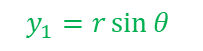 y₁ = r sin θ